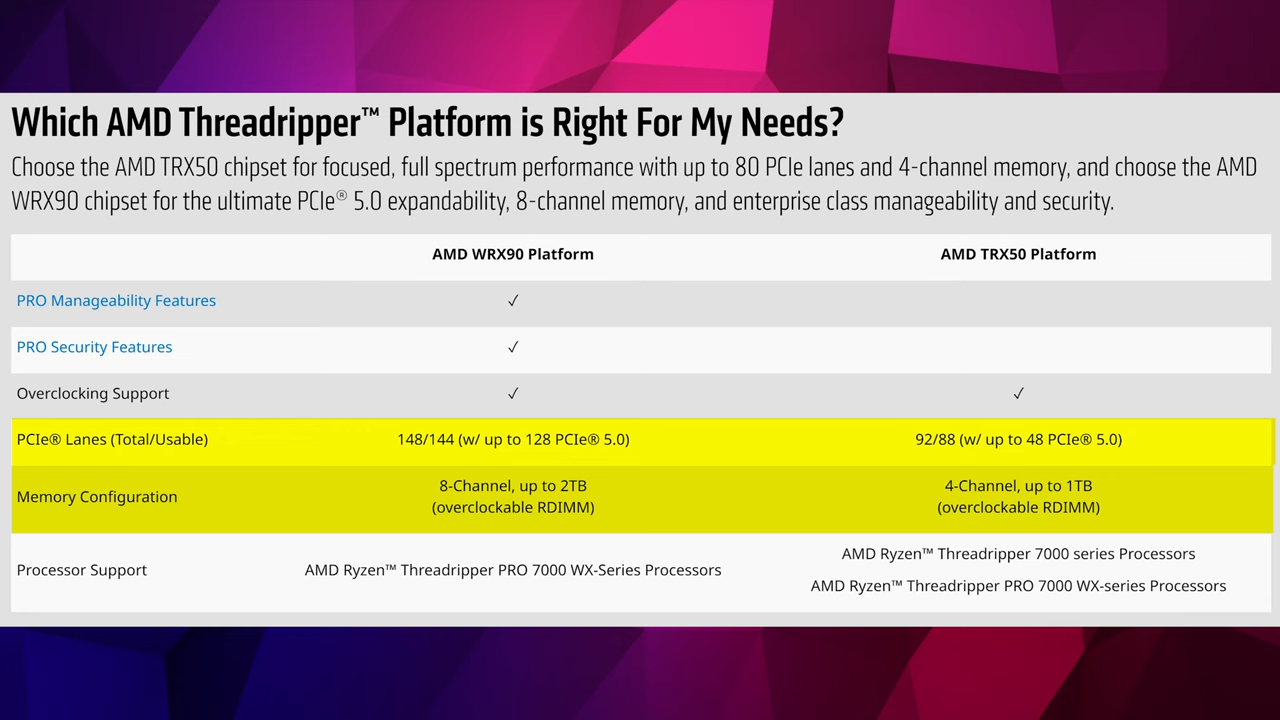 Which AMD Threadripper™ Platform is Right For My Needs?
Choose the AMD TRX50 chipset for focused, full spectrum performance with up to 80 PCIe lanes and 4-channel memory, and choose the AMD
WRX90 chipset for the ultimate PCIe® 5.0 expandability, 8-channel memory, and enterprise class manageability and security.
AMD WRX90 Platform AMD TRX50 Platform
PRO Manageability Features ✓
PRO Security Features ✓
Overclocking Support ✓ ✓
PCIe® Lanes (Total/Usable) 148/144 (w/ up to 128 PCIe® 5.0) 92/88 (w/ up to 48 PCIe® 5.0)
Memory Configuration
8-Channel, up to 2TB
(overclockable RDIMM)
4-Channel, up to 1TB
(overclockable RDIMM)
Processor Support
AMD Ryzen™ Threadripper PRO 7000 WX-Series Processors
AMD Ryzen™ Threadripper 7000 series Processors
AMD Ryzen™ Threadripper PRO 7000 WX-series Processors